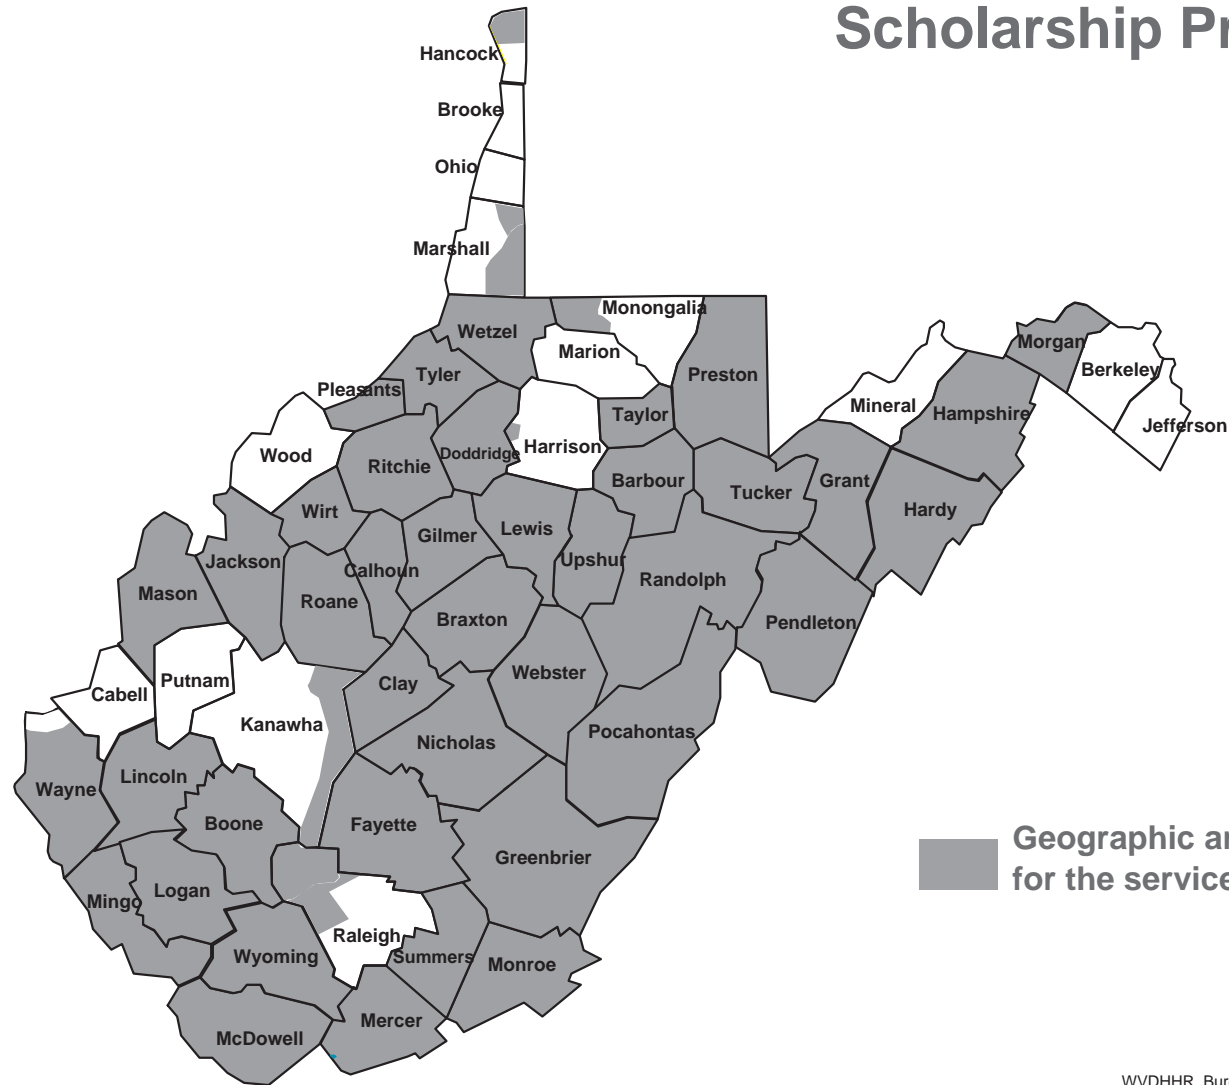 Scholarship Pr
Hancock
Brooke
Ohio
Marshall
Monongalia
Wetzel
Marion
Morgan
Berkeley
Tyler
Preston
Pleasants
Mineral
Hampshire
Taylor
Jefferson
Wood
Doddridge
Harrison
Ritchie
Barbour
Tucker
Grant
Wirt
Hardy
Gilmer
Lewis
Jackson
Calhoun
Upshur
Randolph
Mason
Roane
Braxton
Pendleton
Webster
Putnam
Clay
Cabell
Kanawha
Pocahontas
Nicholas
Lincoln
Wayne
Boone
Fayette
Geographic ar
Greenbrier
for the service
Logan
Mingo
Raleigh
Wyoming
Summers
Monroe
Mercer
McDowell
WVDHHR, Bur